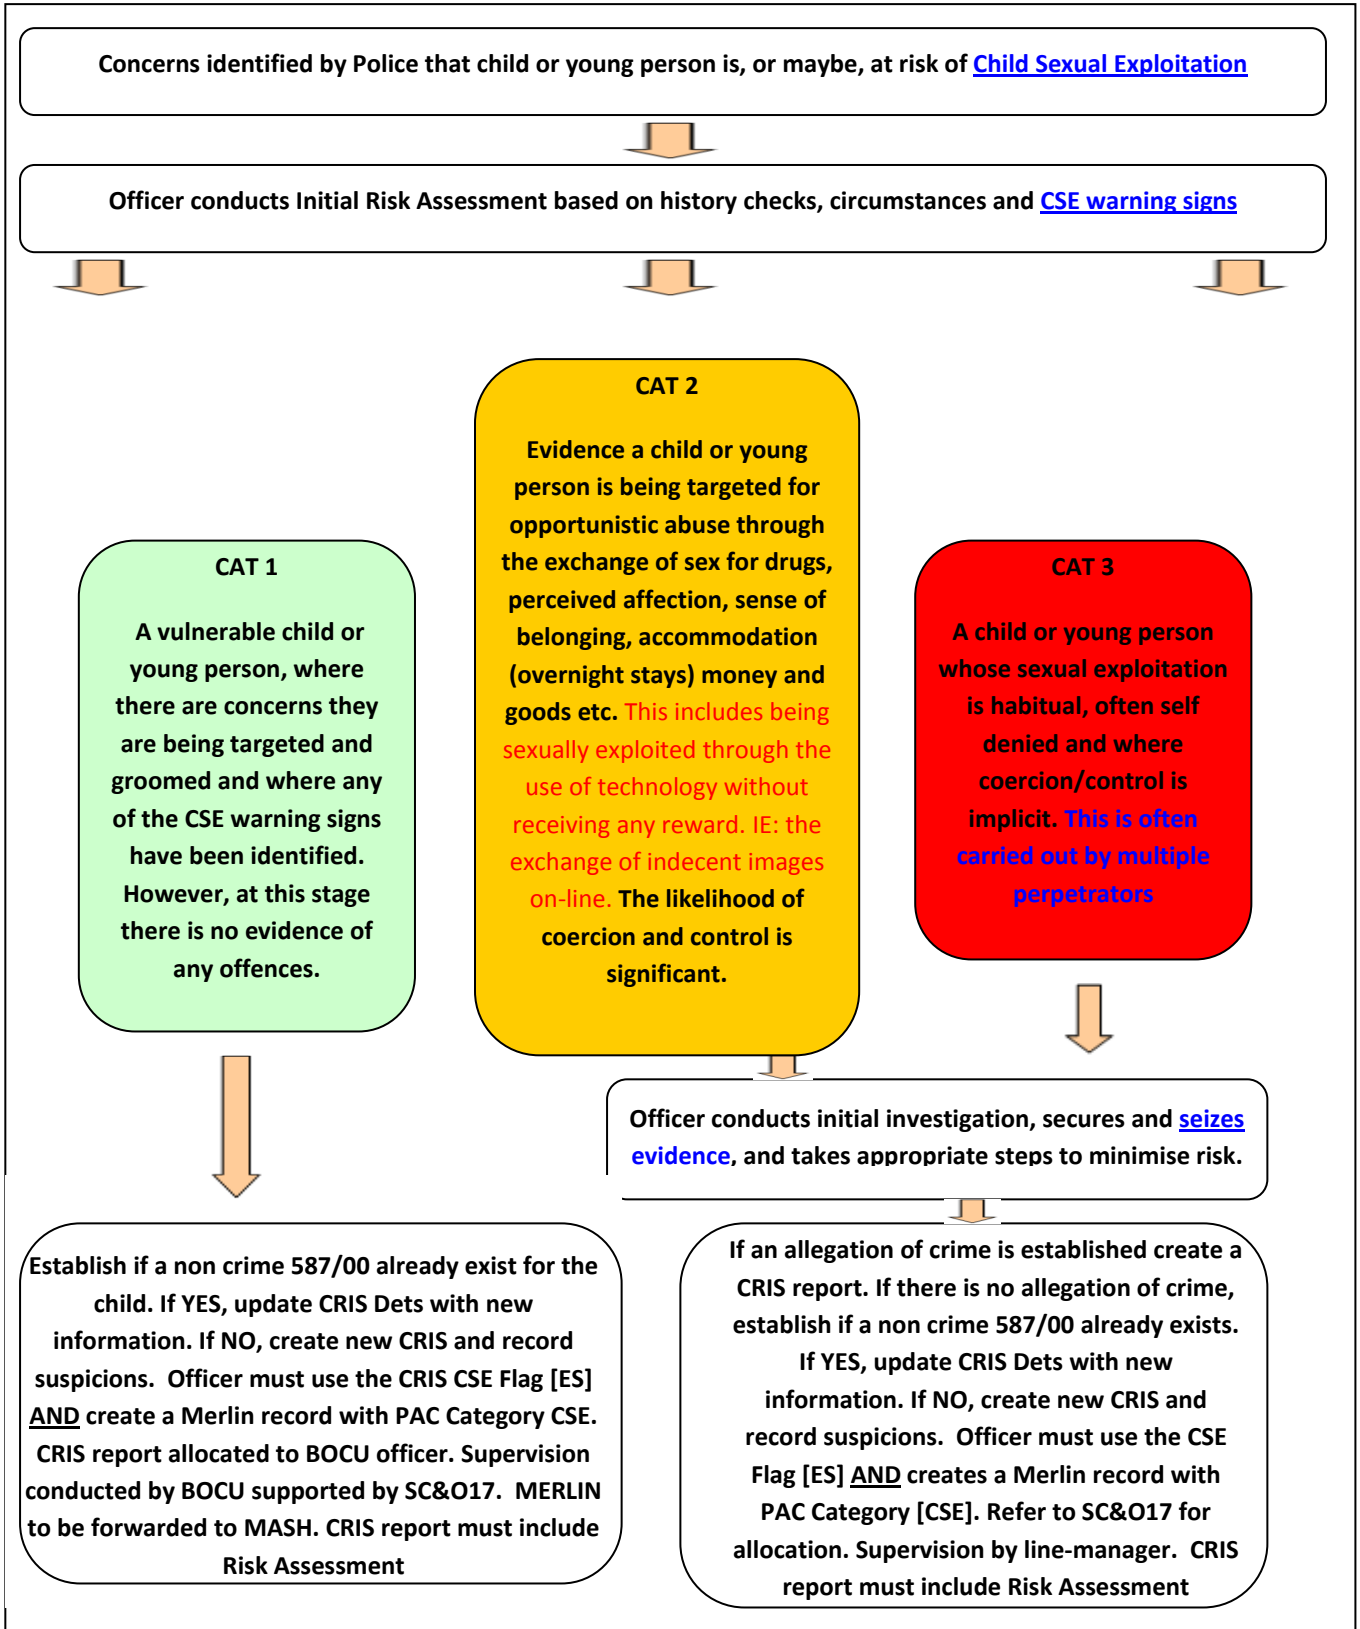 Concerns identified by Police that child or young person is, or maybe, at risk of Child Sexual Exploitation
Officer conducts Initial Risk Assessment based on history checks, circumstances and CSE warning signs
CAT 1
A vulnerable child or
young person, where
there are concerns they
are being targeted and
groomed and where any
of the CSE warning signs
have been identified.
However, at this stage
there is no evidence of
any offences.
CAT 2
Evidence a child or young
person is being targeted for
opportunistic abuse through
the exchange of sex for drugs,
perceived affection, sense of
belonging, accommodation
(overnight stays) money and
goods etc. This includes being
sexually exploited through the
use of technology without
receiving any reward. IE: the
exchange of indecent images
on-line. The likelihood of
coercion and control is
significant.
CAT 3
A child or young person
whose sexual exploitation
is habitual, often self
denied and where
coercion/control is
implicit. This is often
carried out by multiple
perpetrators
Officer conducts initial investigation, secures and seizes
evidence, and takes appropriate steps to minimise risk.
Establish if a non crime 587/00 already exist for the
child. If YES, update CRIS Dets with new
information. If NO, create new CRIS and record
suspicions. Officer must use the CRIS CSE Flag [ES]
AND create a Merlin record with PAC Category CSE.
CRIS report allocated to BOCU officer. Supervision
conducted by BOCU supported by SC&O17. MERLIN
to be forwarded to MASH. CRIS report must include
Risk Assessment
If an allegation of crime is established create a
CRIS report. If there is no allegation of crime,
establish if a non crime 587/00 already exists.
If YES, update CRIS Dets with new
information. If NO, create new CRIS and
record suspicions. Officer must use the CSE
Flag [ES] AND creates a Merlin record with
PAC Category [CSE]. Refer to SC&O17 for
allocation. Supervision by line-manager. CRIS
report must include Risk Assessment